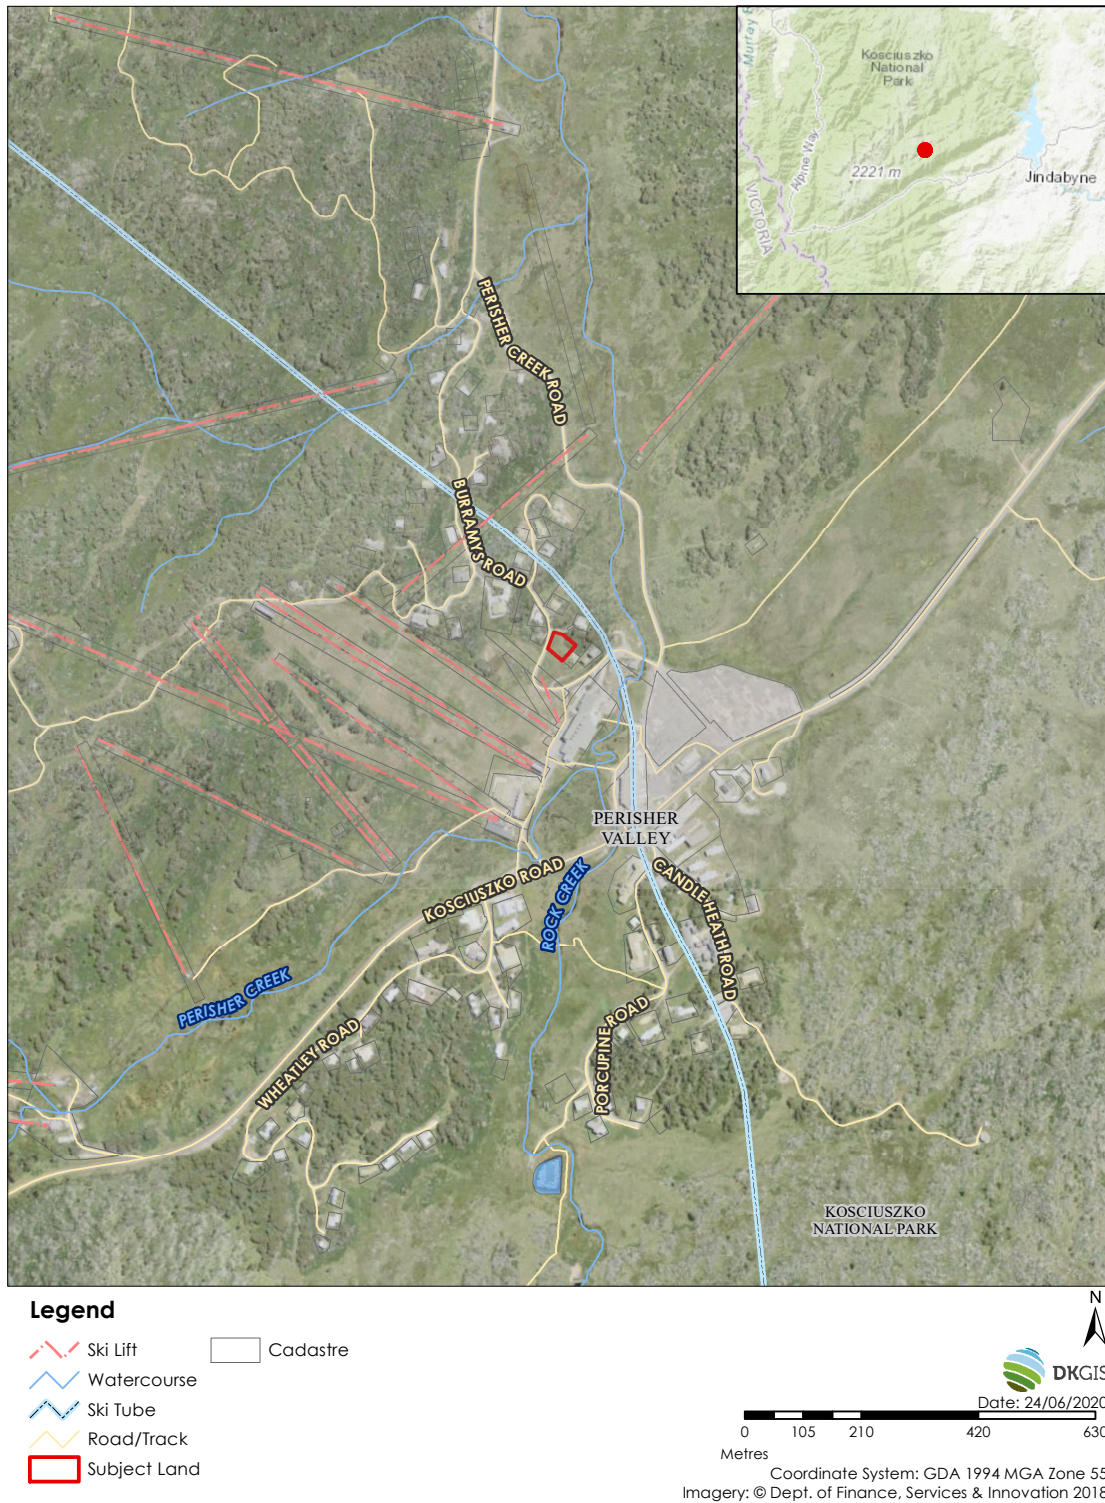 Murray
Kosciuszko
National
Park
Alpine Way
2221 m
Jindabyne
VICTORIA
PERISHER CREEK ROAD
BURRAMYS ROAD
PERISHER
VALLEY
KOSCIUSZKO ROAD
ROCK CREEK
CANDLE HEATH ROAD
PERISHER CREEK
WHEATLEY ROAD
PORCUPINE ROAD
KOSCIUSZKO
NATIONAL PARK
Legend
Ski Lift
Cadastre
Watercourse
Ski Tube
Road/Track
Subject Land
N
DKGIS
Date: 24/06/2020
0 105 210 420 630
Metres
Coordinate System: GDA 1994 MGA Zone 55
Imagery: © Dept. of Finance, Services & Innovation 2018